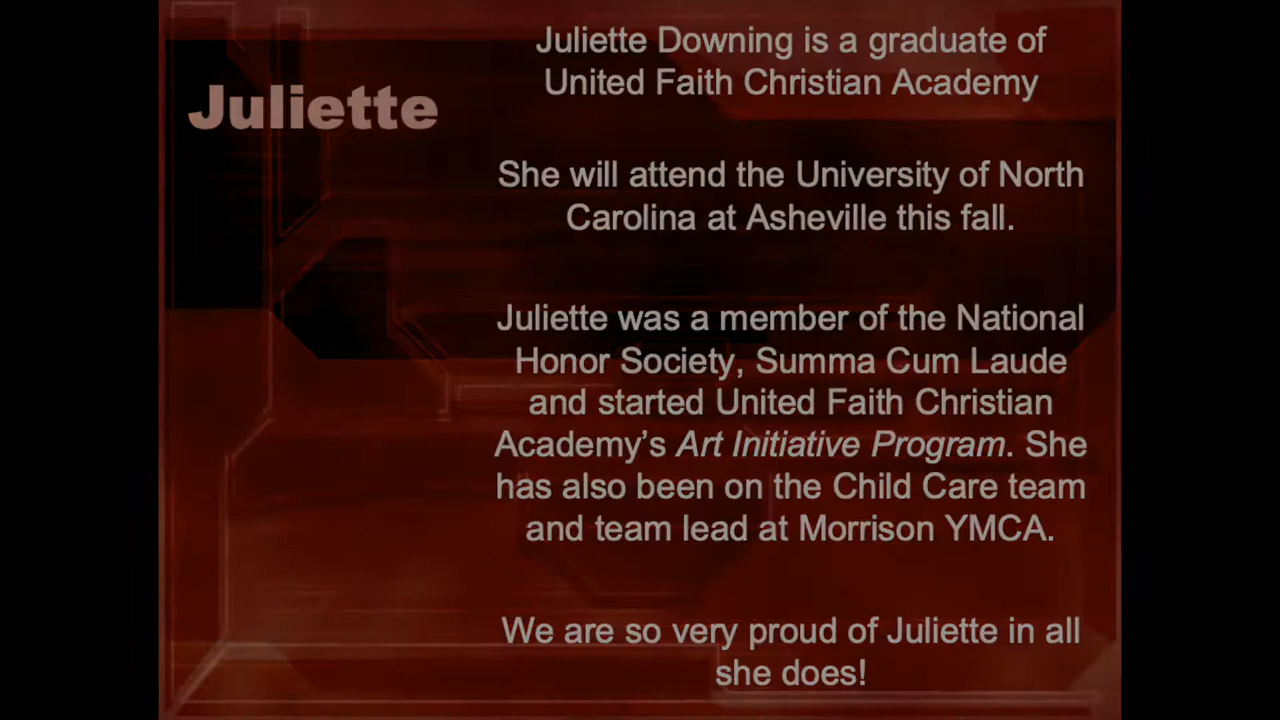 Juliette
Juliette Downing is a graduate of
United Faith Christian Academy
She will attend the University of North
Carolina at Asheville this fall.
Juliette was a member of the National
Honor Society, Summa Cum Laude
and started United Faith Christian
Academy's Art Initiative Program. She
has also been on the Child Care team
and team lead at Morrison YMCA.
We are so very proud of Juliette in all
she does!